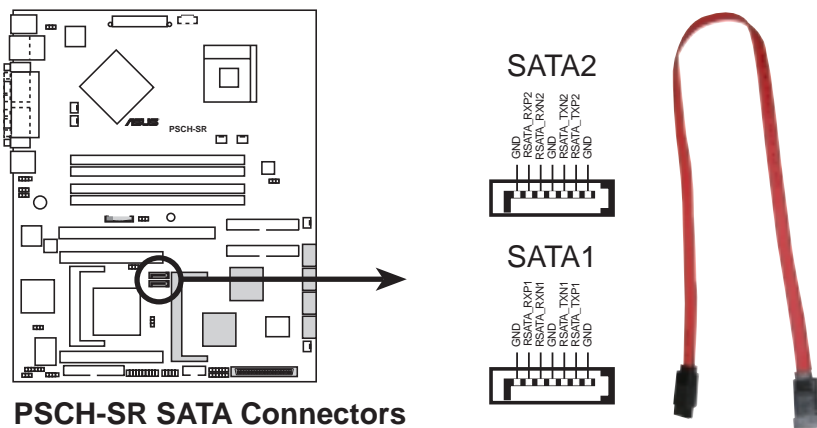 ASUS
PSCH-SR
SATA2
GND
RSATA_RXP2
RSATA_RXN2
GND
RSATA_TXN2
RSATA_TXP2
GND
SATA1
GND
RSATA_RXP1
RSATA_RXN1
GND
RSATA_TXN1
RSATA_TXP1
GND
PSCH-SR SATA Connectors